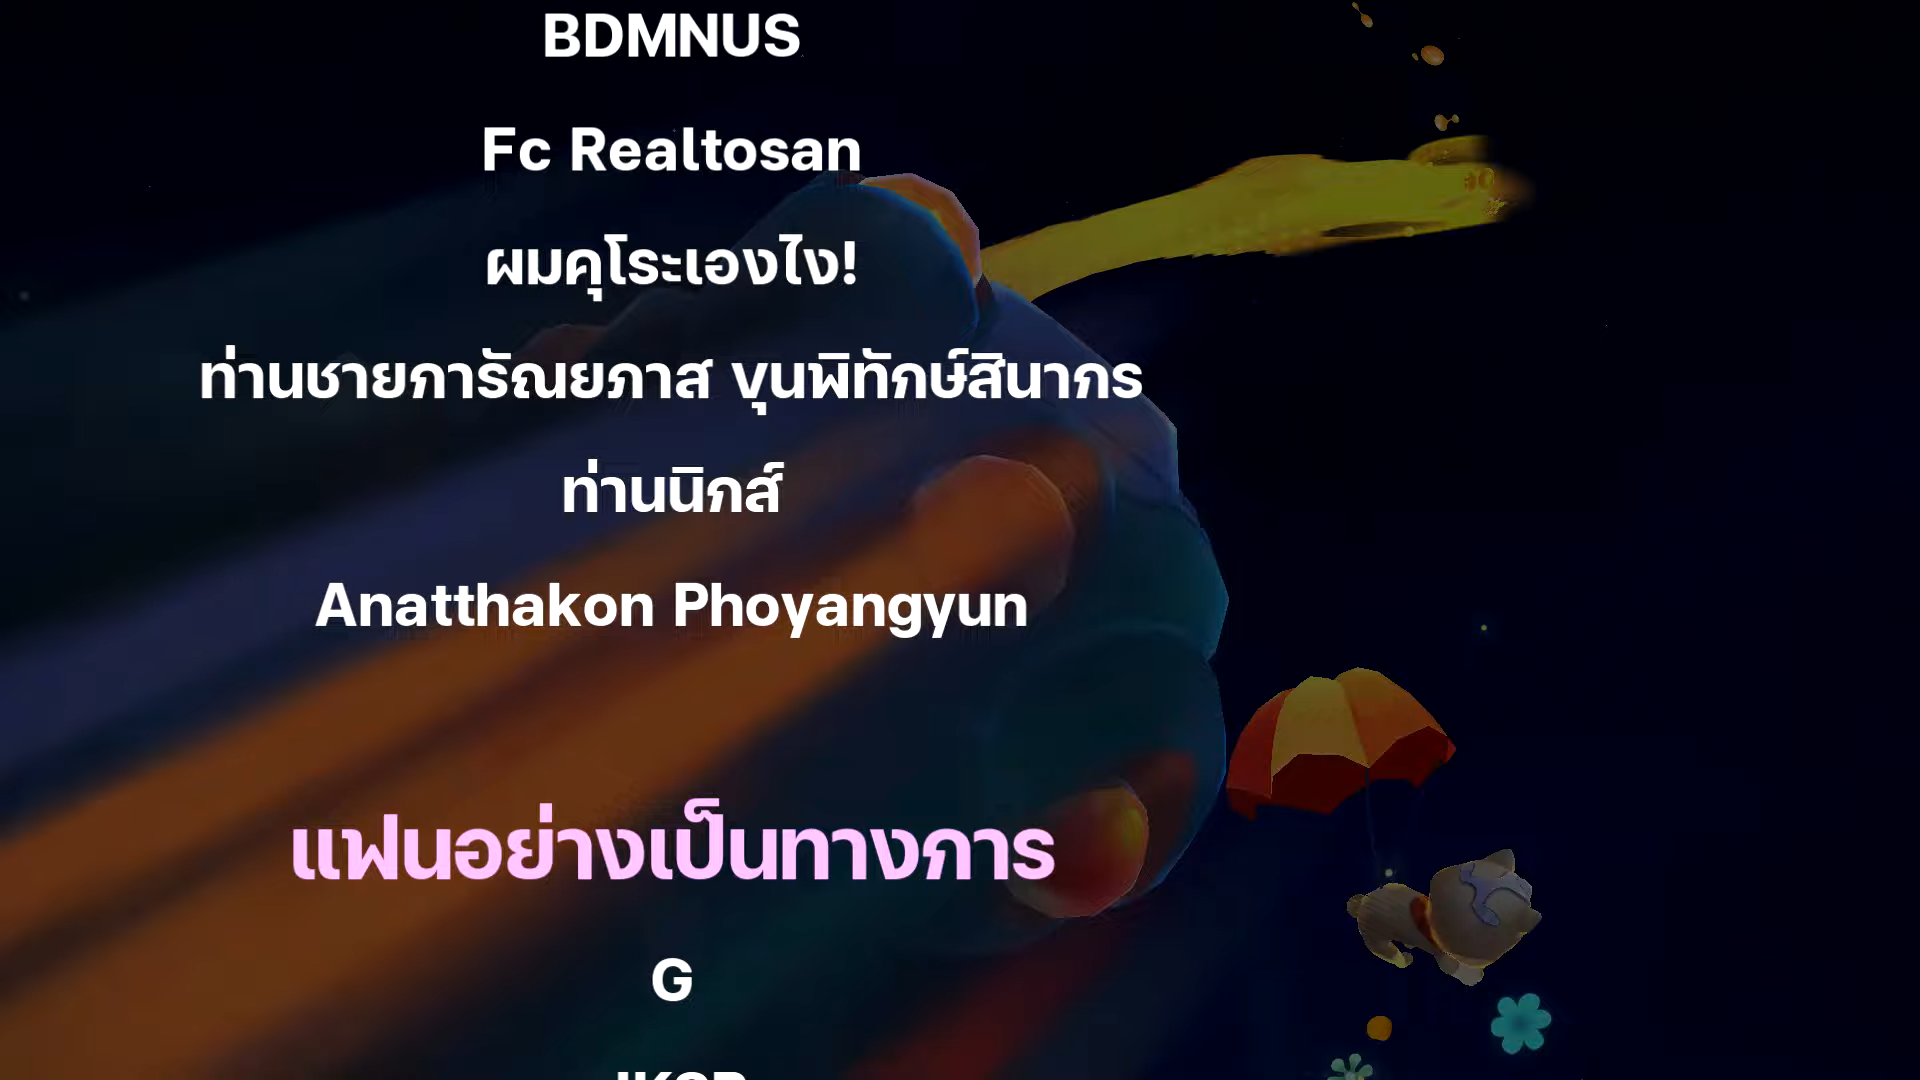 BDMNUS
Fc Realtosan
ผมคุโระเองไง!
ท่านชายการัณยภาส ขุนพิทักษ์สินากร
ท่านนิกส์
Anatthakon Phoyangyun
แฟนอย่างเป็นทางการ
G